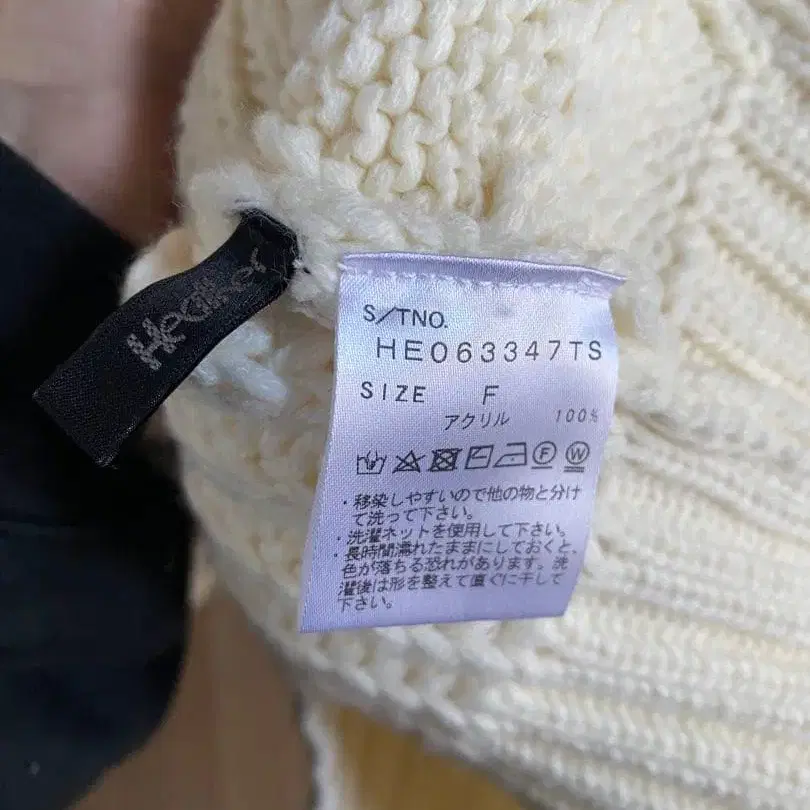 Heather
S/TNO.
HE063347TS
SIZE F
アクリル 100%
F W
・移染しやすいので他の物と分け
て洗って下さい。
・洗濯ネットを使用して下さい。
・長時間濡れたままにしておくと、
色が落ちる恐れがあります。洗
濯後は形を整えて直ぐに干して
下さい。